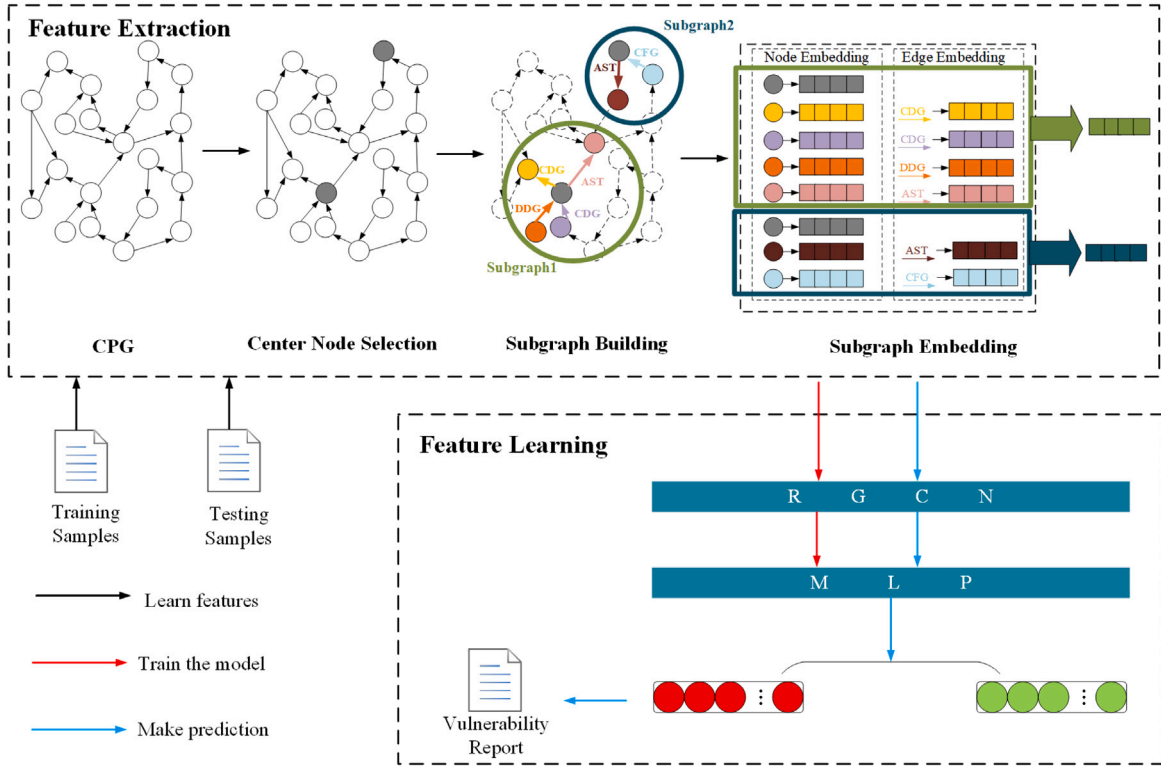 Feature Extraction
Subgraph2
CFG
AST
CDG
AST
DDG
CDG
Subgraph1
Node Embedding
Edge Embedding
CDG
CDG
DDG
AST
AST
CFG
CPG
Center Node Selection
Subgraph Building
Subgraph Embedding
Training
Samples
Testing
Samples
Learn features
Train the model
Make prediction
Feature Learning
R G C N
M L P
Vulnerability
Report